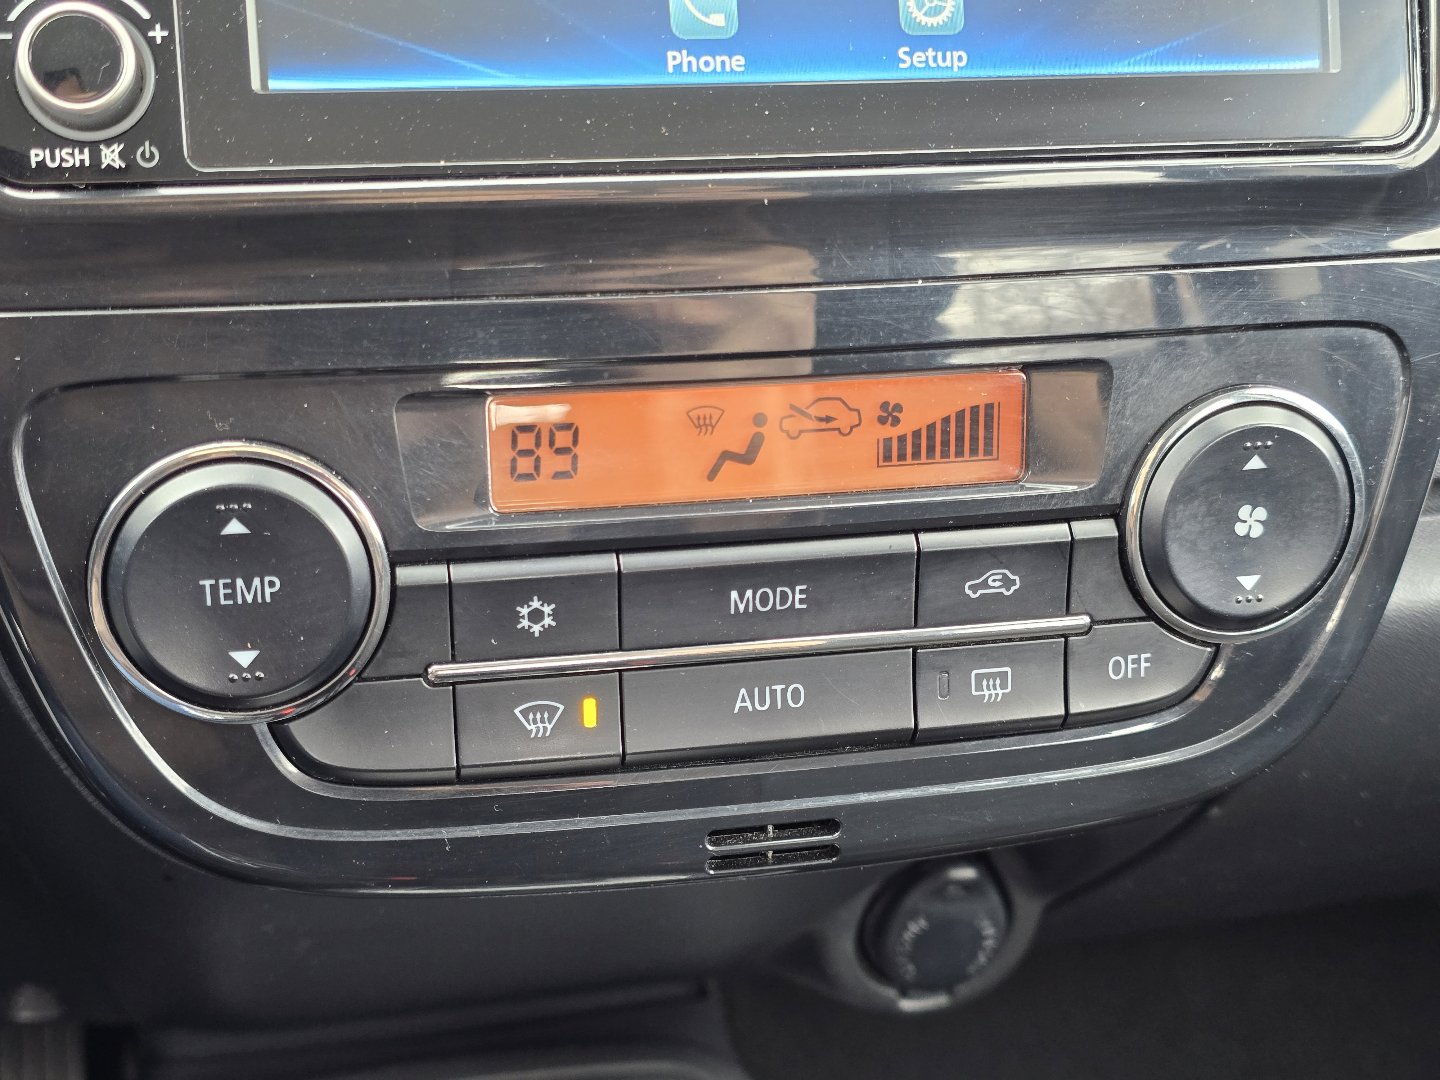 Phone
Setup
- +
PUSH
89
TEMP
MODE
AUTO
OFF